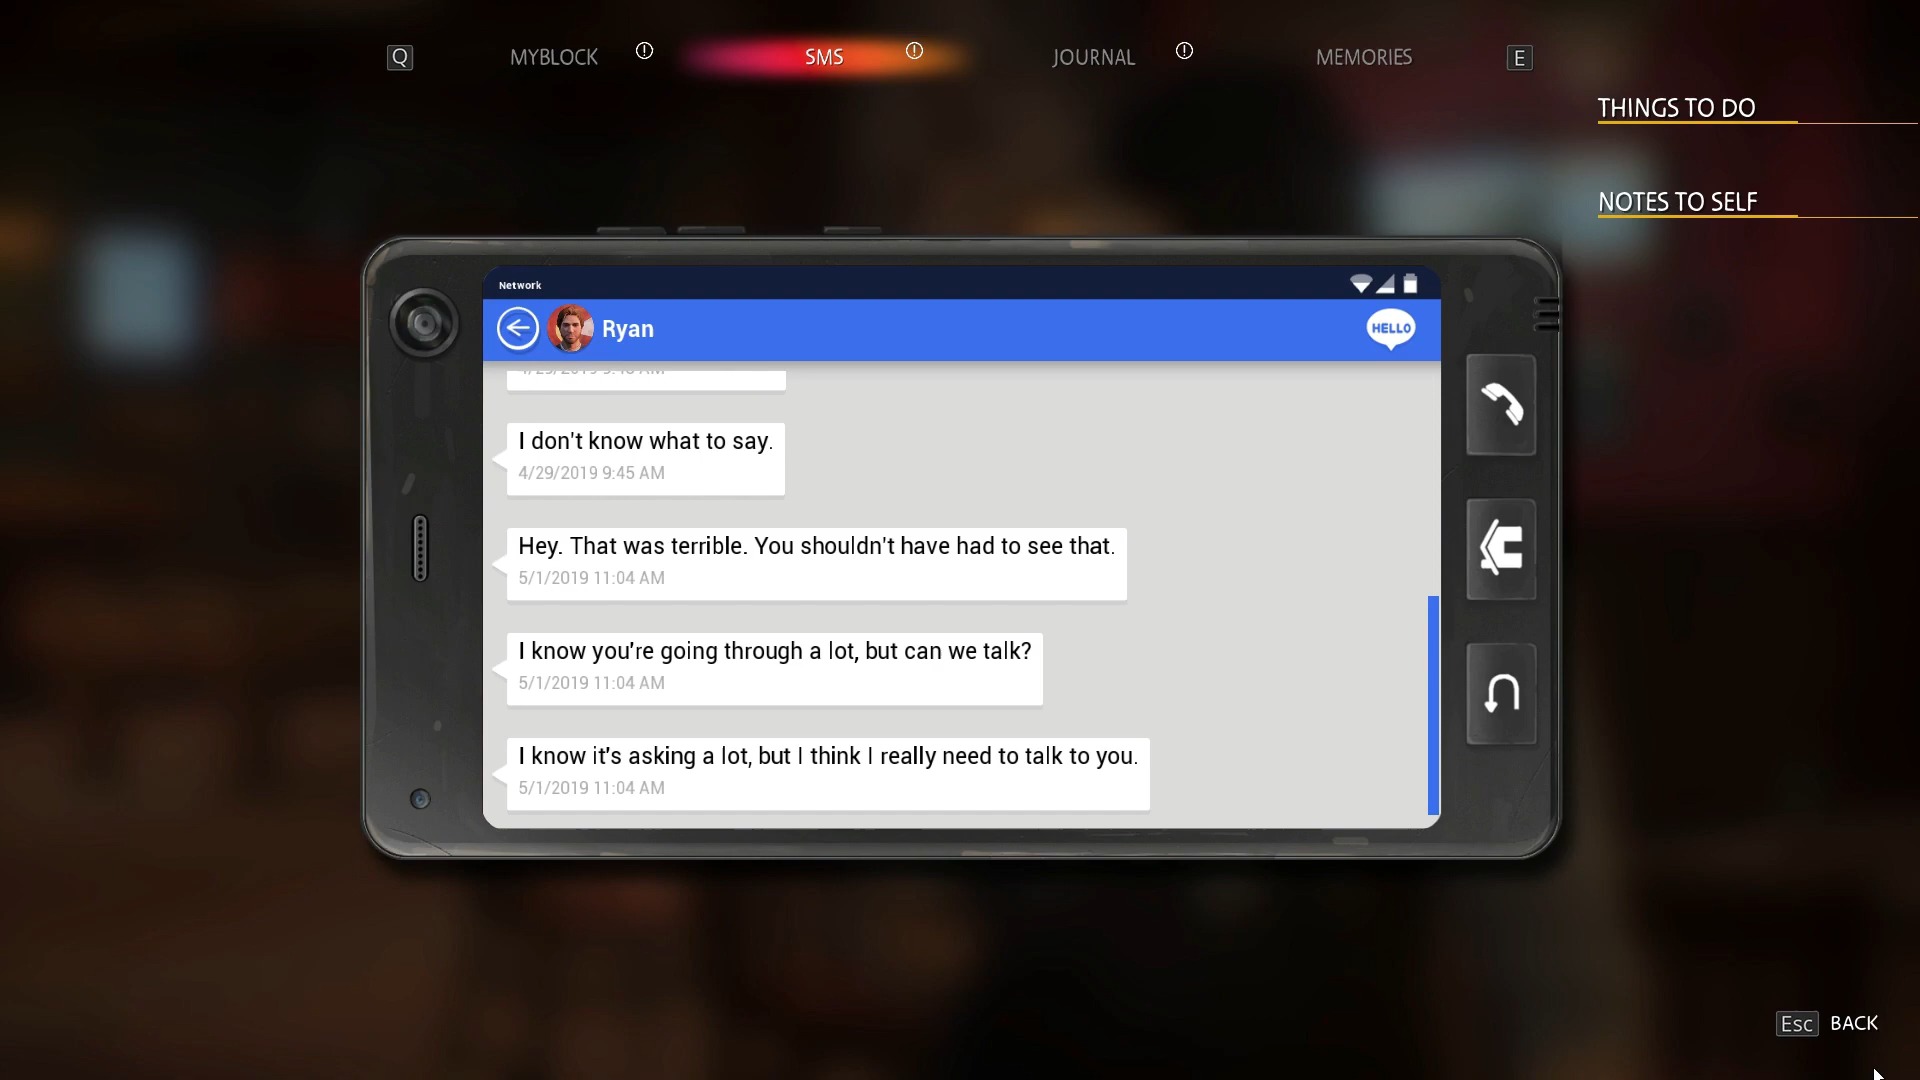 Q
MYBLOCK
SMS
JOURNAL
MEMORIES
E
THINGS TO DO
NOTES TO SELF
Network
Ryan
HELLO
I don't know what to say.
4/29/2019 9:45 AM
Hey. That was terrible. You shouldn't have had to see that.
5/1/2019 11:04 AM
I know you're going through a lot, but can we talk?
5/1/2019 11:04 AM
I know it's asking a lot, but I think I really need to talk to you.
5/1/2019 11:04 AM
Esc BACK